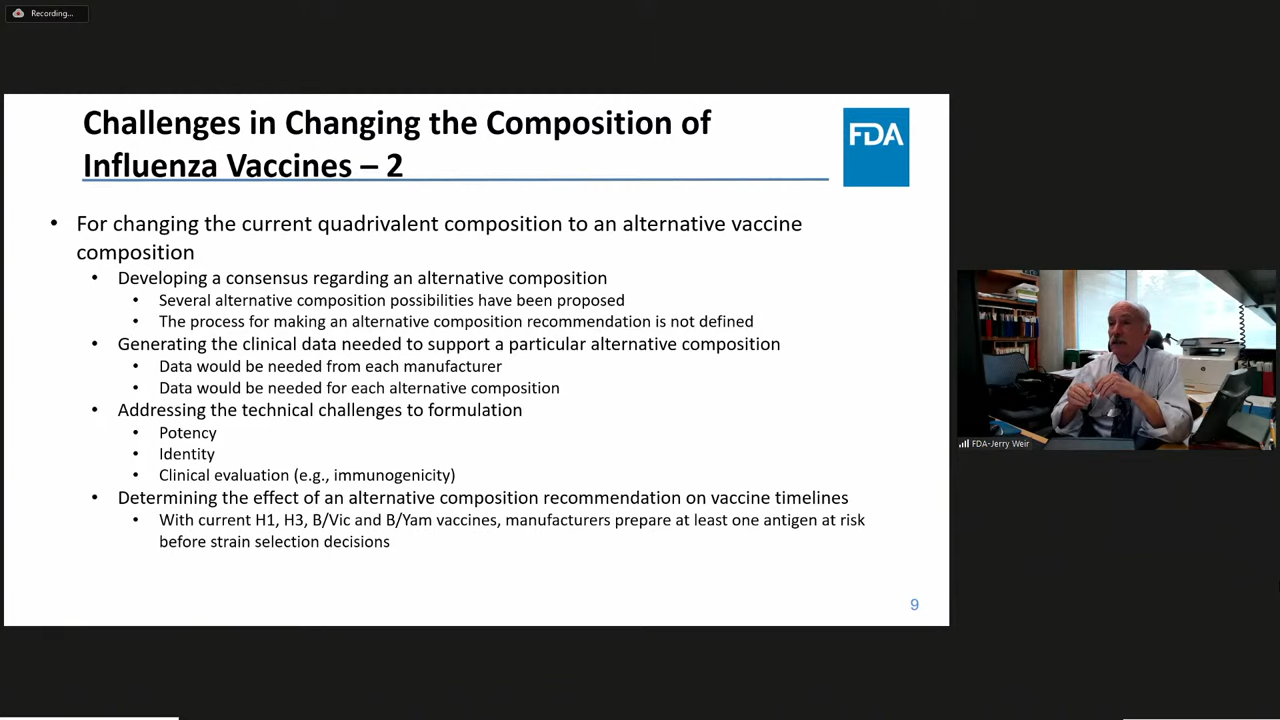 Recording...
Challenges in Changing the Composition of
Influenza Vaccines – 2
FDA
• For changing the current quadrivalent composition to an alternative vaccine
composition
• Developing a consensus regarding an alternative composition
• Several alternative composition possibilities have been proposed
• The process for making an alternative composition recommendation is not defined
• Generating the clinical data needed to support a particular alternative composition
• Data would be needed from each manufacturer
• Data would be needed for each alternative composition
• Addressing the technical challenges to formulation
• Potency
• Identity
• Clinical evaluation (e.g., immunogenicity)
• Determining the effect of an alternative composition recommendation on vaccine timelines
• With current H1, H3, B/Vic and B/Yam vaccines, manufacturers prepare at least one antigen at risk
before strain selection decisions
9
FDA-Jerry Weir